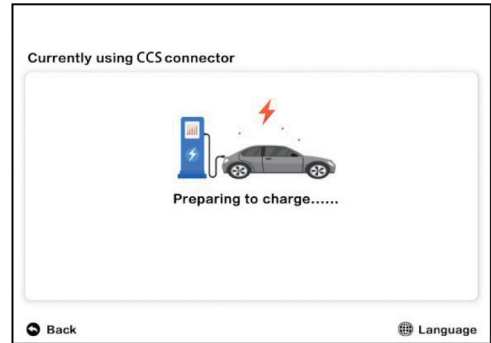 Currently using CCS connector
Preparing to charge......
Back
Language